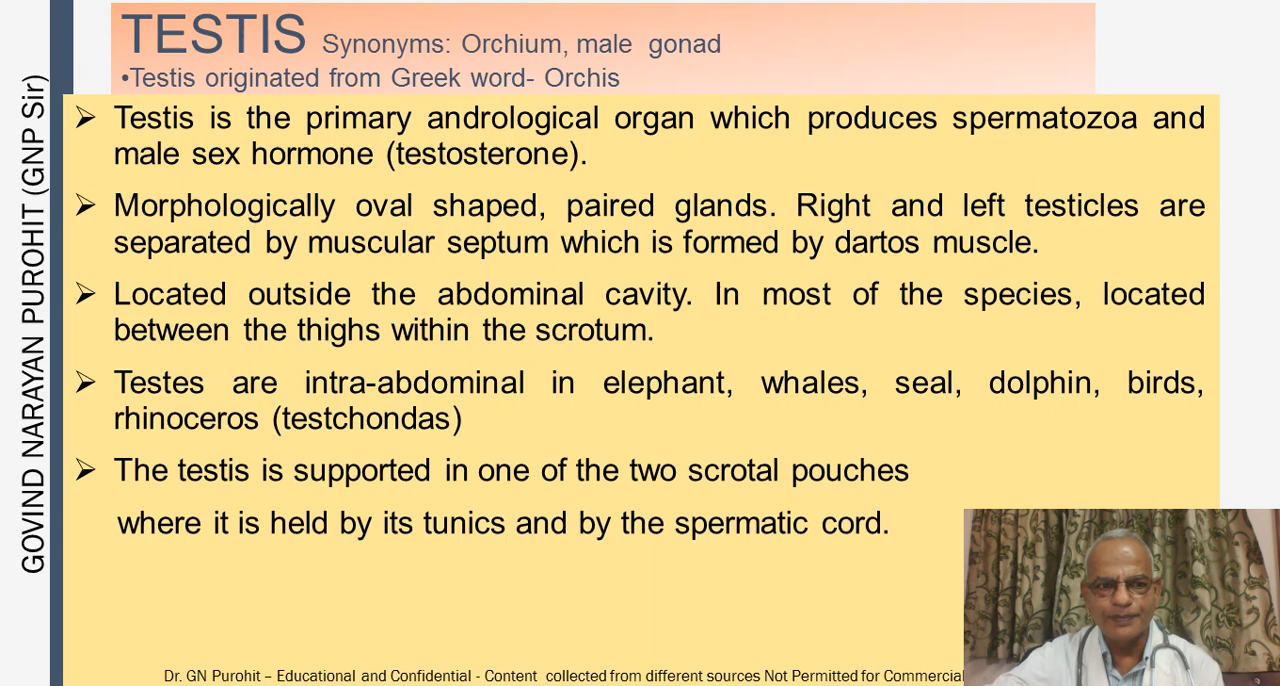 TESTIS Synonyms: Orchium, male gonad
•Testis originated from Greek word- Orchis
GOVIND NARAYAN PUROHIT (GNP Sir)
➢ Testis is the primary andrological organ which produces spermatozoa and
male sex hormone (testosterone).
➢ Morphologically oval shaped, paired glands. Right and left testicles are
separated by muscular septum which is formed by dartos muscle.
➢ Located outside the abdominal cavity. In most of the species, located
between the thighs within the scrotum.
➢ Testes are intra-abdominal in elephant, whales, seal, dolphin, birds,
rhinoceros (testchondas)
➢ The testis is supported in one of the two scrotal pouches
where it is held by its tunics and by the spermatic cord.
Dr. GN Purohit – Educational and Confidential - Content collected from different sources Not Permitted for Commercial